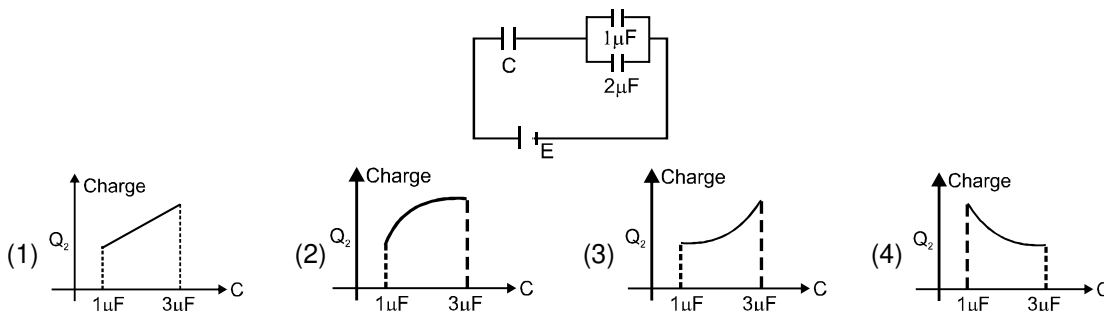 1μF
C
2μF
E
(1) Charge Q₂ 1μF 3μF C
(2) Charge Q₂ 1μF 3μF C
(3) Charge Q₂ 1μF 3μF C
(4) Charge Q₂ 1μF 3μF C